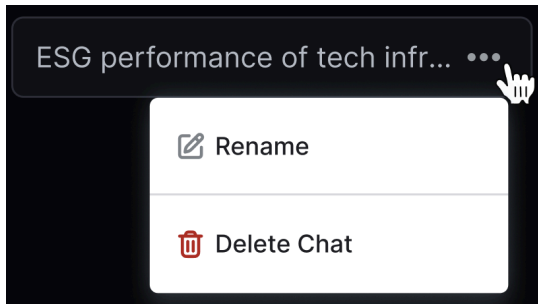 ESG performance of tech infr... •••
Rename
Delete Chat